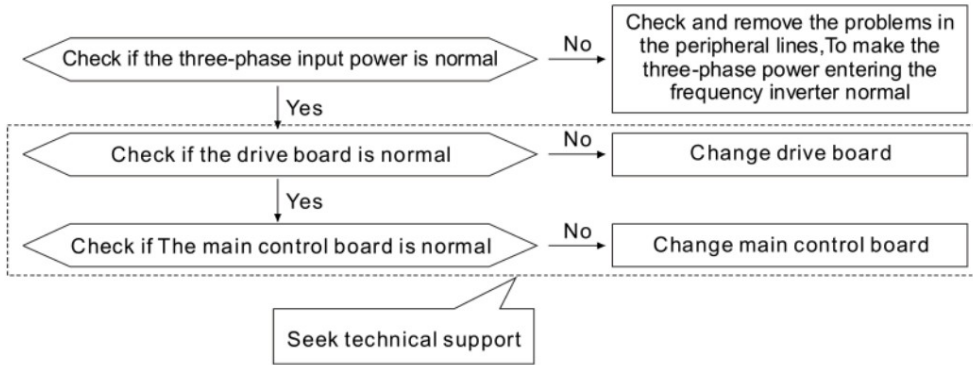 Check if the three-phase input power is normal
No
Check and remove the problems in
the peripheral lines,To make the
three-phase power entering the
frequency inverter normal
Yes
Check if the drive board is normal
No
Change drive board
Yes
Check if The main control board is normal
No
Change main control board
Seek technical support